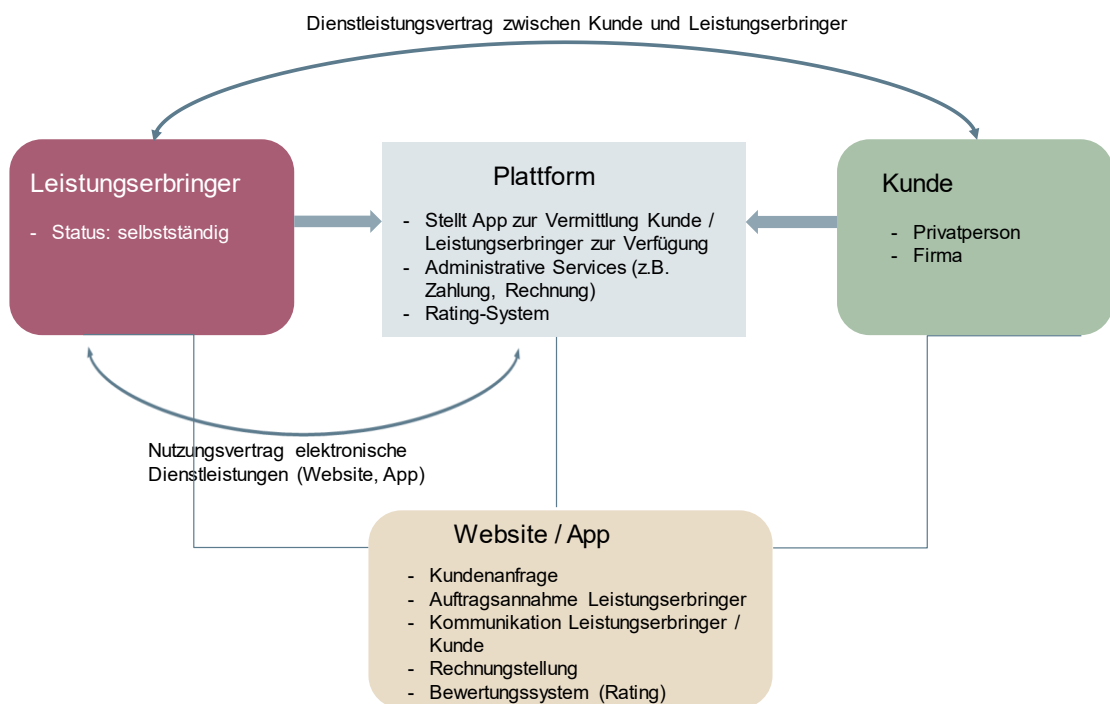 Dienstleistungsvertrag zwischen Kunde und Leistungserbringer
Leistungserbringer
- Status: selbstständig
Plattform
- Stellt App zur Vermittlung Kunde /
Leistungserbringer zur Verfügung
- Administrative Services (z.B.
Zahlung, Rechnung)
- Rating-System
Kunde
- Privatperson
- Firma
Nutzungsvertrag elektronische
Dienstleistungen (Website, App)
Website / App
- Kundenanfrage
- Auftragsannahme Leistungserbringer
- Kommunikation Leistungserbringer /
Kunde
- Rechnungstellung
- Bewertungssystem (Rating)